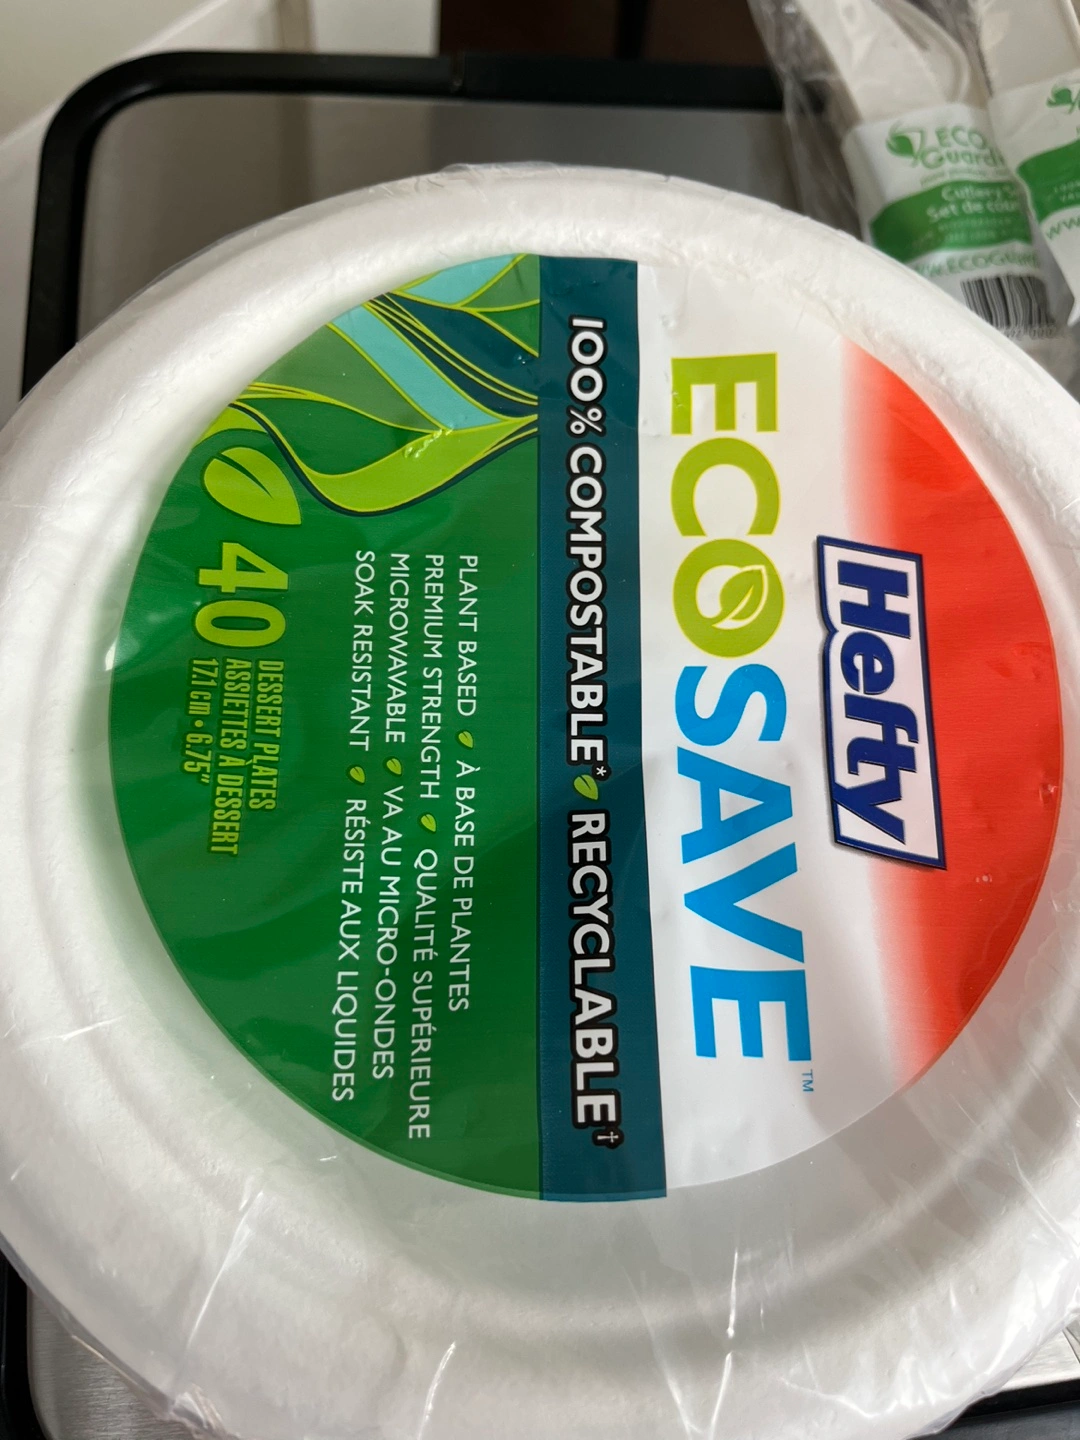 Hefty
ECOSAVE™
100% COMPOSTABLE* RECYCLABLE†
PLANT BASED À BASE DE PLANTES
PREMIUM STRENGTH QUALITÉ SUPÉRIEURE
MICROWAVABLE VA AU MICRO-ONDES
SOAK RESISTANT RÉSISTE AUX LIQUIDES
40 DESSERT PLATES
ASSIETTES À DESSERT
17.1 cm • 6.75"
ECO
Guard
Cutlery
Set de